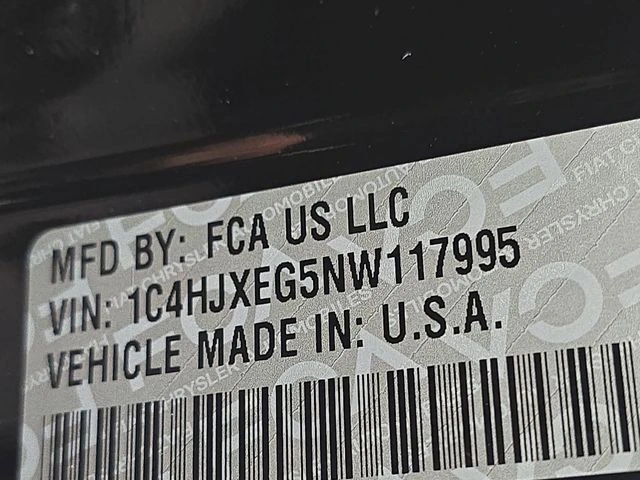 MFD BY: FCA US LLC
VIN: 1C4HJXEG5NW117995
VEHICLE MADE IN: U.S.A.